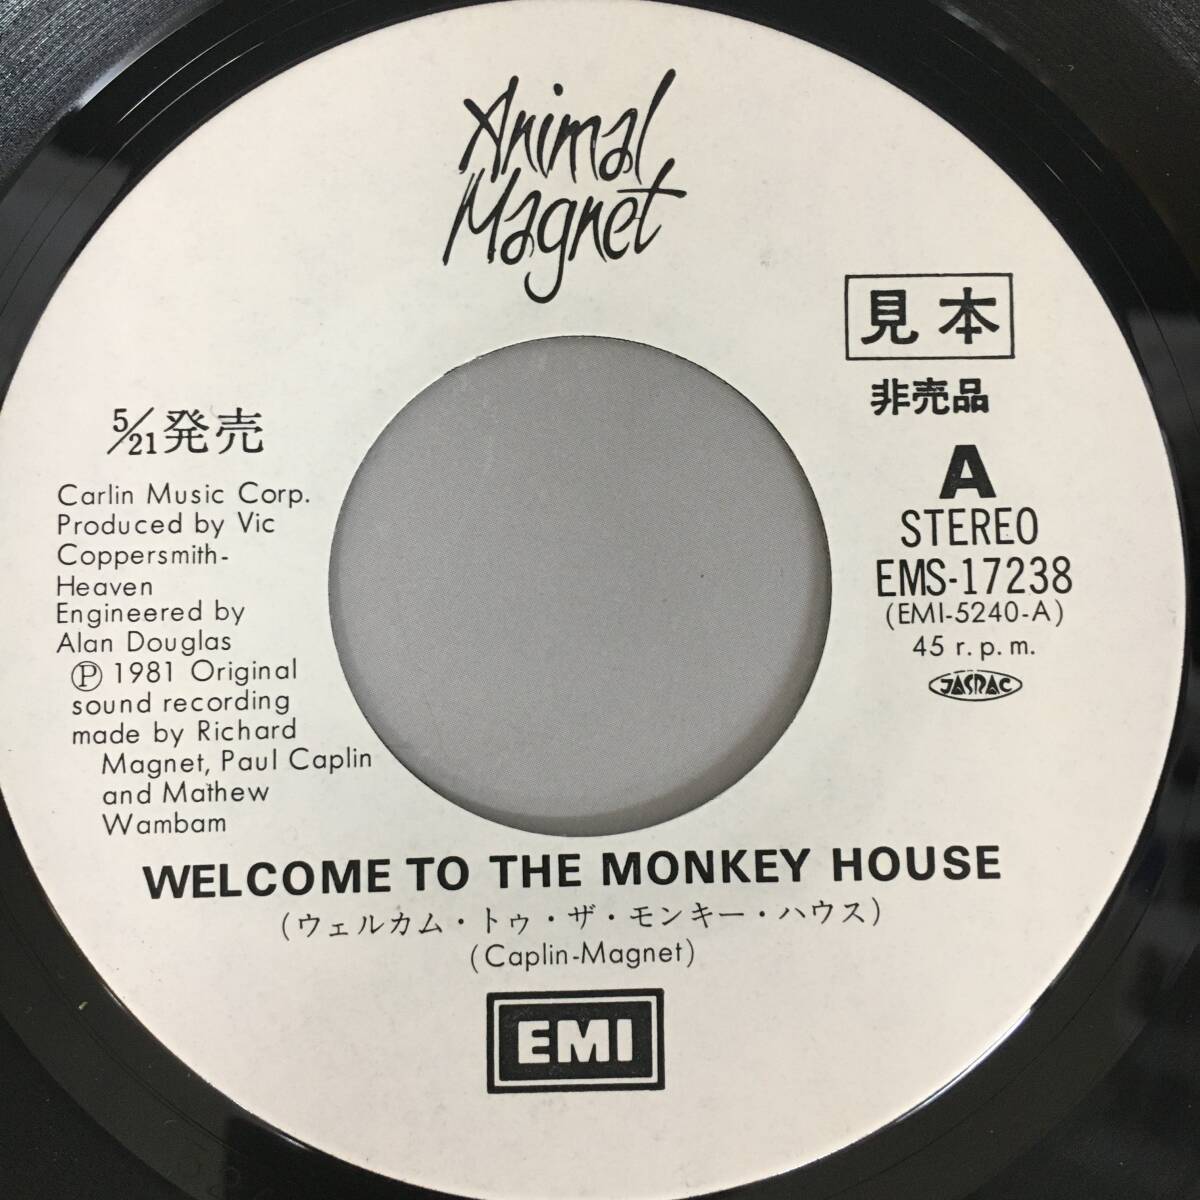 Animal
Magnet
見本
非売品
5/21発売
A
STEREO
EMS-17238
(EMI-5240-A)
45 r.p.m.
JASRAC
Carlin Music Corp.
Produced by Vic
Coppersmith-
Heaven
Engineered by
Alan Douglas
Ⓟ 1981 Original
sound recording
made by Richard
Magnet, Paul Caplin
and Mathew
Wambam
WELCOME TO THE MONKEY HOUSE
(ウェルカム・トゥ・ザ・モンキー・ハウス)
(Caplin-Magnet)
EMI